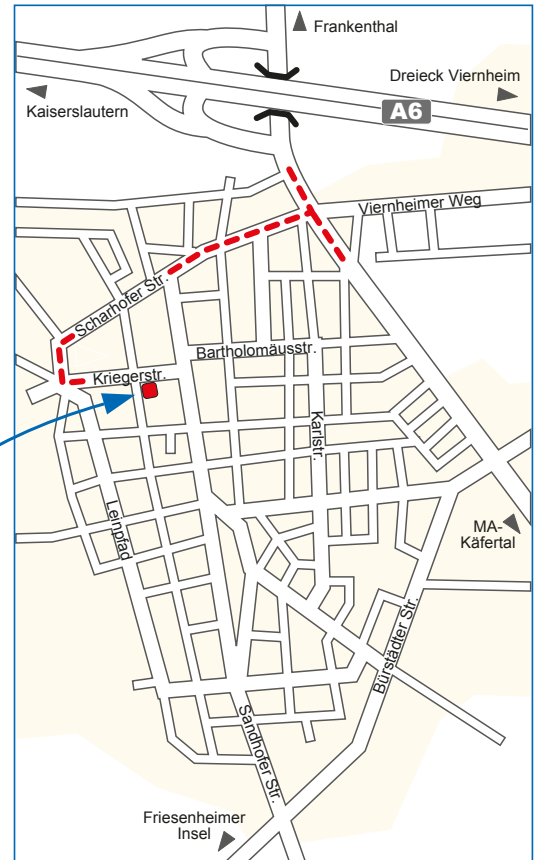 Frankenthal
Dreieck Viernheim
Kaiserslautern
A6
Viernheimer Weg
Scharhofer Str.
Bartholomäusstr.
Kriegerstr.
Karlstr.
Leinpfad
MA-
Käfertal
Bürstädter Str.
Sandhofer Str.
Friesenheimer
Insel